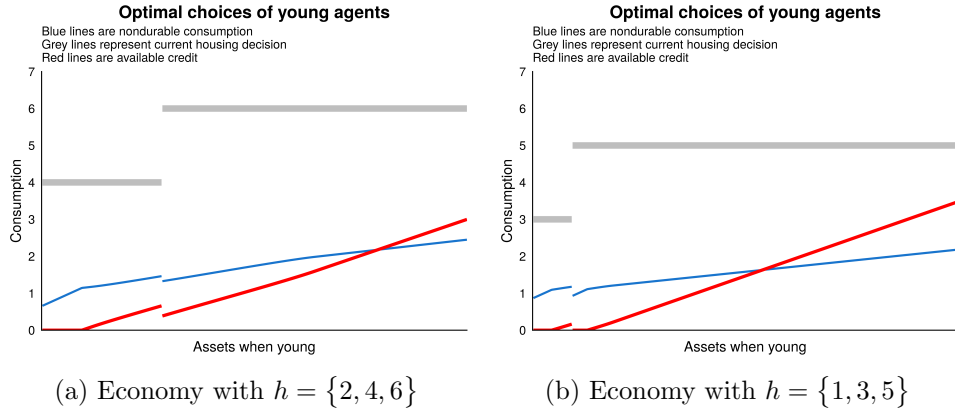 Optimal choices of young agents
Blue lines are nondurable consumption
Grey lines represent current housing decision
Red lines are available credit
7
6
5
4
3
2
1
0
Consumption
Assets when young
(a) Economy with h = {2, 4, 6}
Optimal choices of young agents
Blue lines are nondurable consumption
Grey lines represent current housing decision
Red lines are available credit
7
6
5
4
3
2
1
0
Consumption
Assets when young
(b) Economy with h = {1, 3, 5}